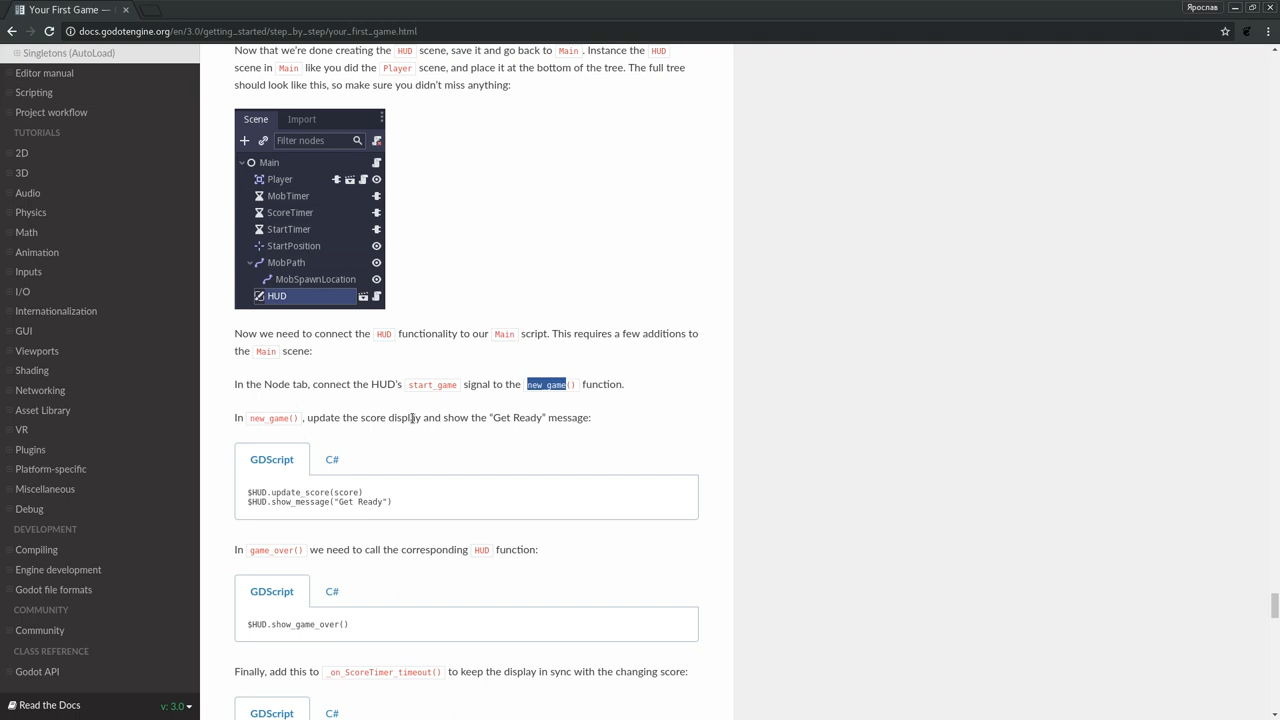 Your First Game —
Ярослав
docs.godotengine.org/en/3.0/getting_started/step_by_step/your_first_game.html
Singletons (AutoLoad)
Editor manual
Scripting
Project workflow
TUTORIALS
2D
3D
Audio
Physics
Math
Animation
Inputs
I/O
Internationalization
GUI
Viewports
Shading
Networking
Asset Library
VR
Plugins
Platform-specific
Miscellaneous
Debug
DEVELOPMENT
Compiling
Engine development
Godot file formats
COMMUNITY
Community
CLASS REFERENCE
Godot API
Read the Docs
v: 3.0
Now that we're done creating the HUD scene, save it and go back to Main . Instance the HUD
scene in Main like you did the Player scene, and place it at the bottom of the tree. The full tree
should look like this, so make sure you didn't miss anything:
Scene Import
Filter nodes
Main
Player
MobTimer
ScoreTimer
StartTimer
StartPosition
MobPath
MobSpawnLocation
HUD
Now we need to connect the HUD functionality to our Main script. This requires a few additions to
the Main scene:
In the Node tab, connect the HUD's start_game signal to the new_game() function.
In new_game() , update the score display and show the “Get Ready” message:
GDScript C#
$HUD.update_score(score)
$HUD.show_message("Get Ready")
In game_over() we need to call the corresponding HUD function:
GDScript C#
$HUD.show_game_over()
Finally, add this to _on_ScoreTimer_timeout() to keep the display in sync with the changing score:
GDScript C#